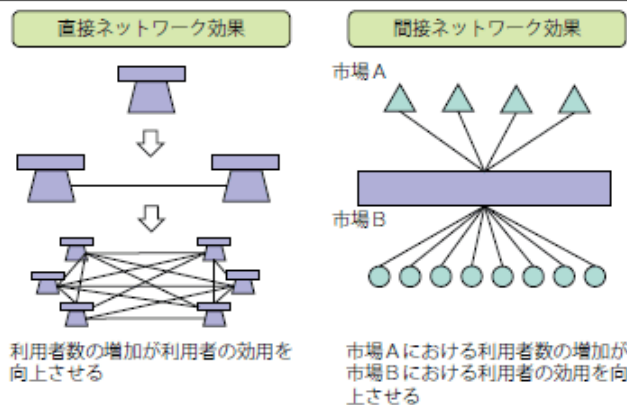 直接ネットワーク効果
間接ネットワーク効果
市場A
市場B
利用者数の増加が利用者の効用を
向上させる
市場Aにおける利用者数の増加が
市場Bにおける利用者の効用を向
上させる